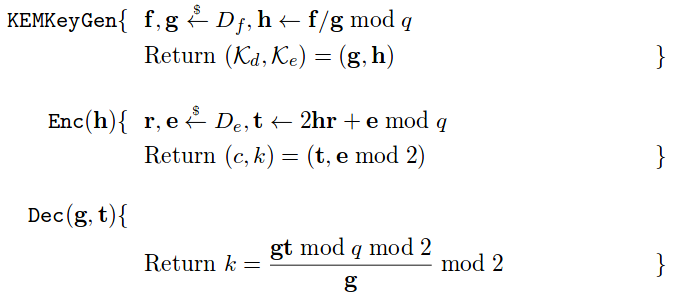 KEMKeyGen{ f, g $← D_f, h ← f/g mod q
Return (𝒦_d, 𝒦_e) = (g, h) }
Enc(h){ r, e $← D_e, t ← 2hr + e mod q
Return (c, k) = (t, e mod 2) }
Dec(g, t){
Return k = \frac{gt mod q mod 2}{g} mod 2 }